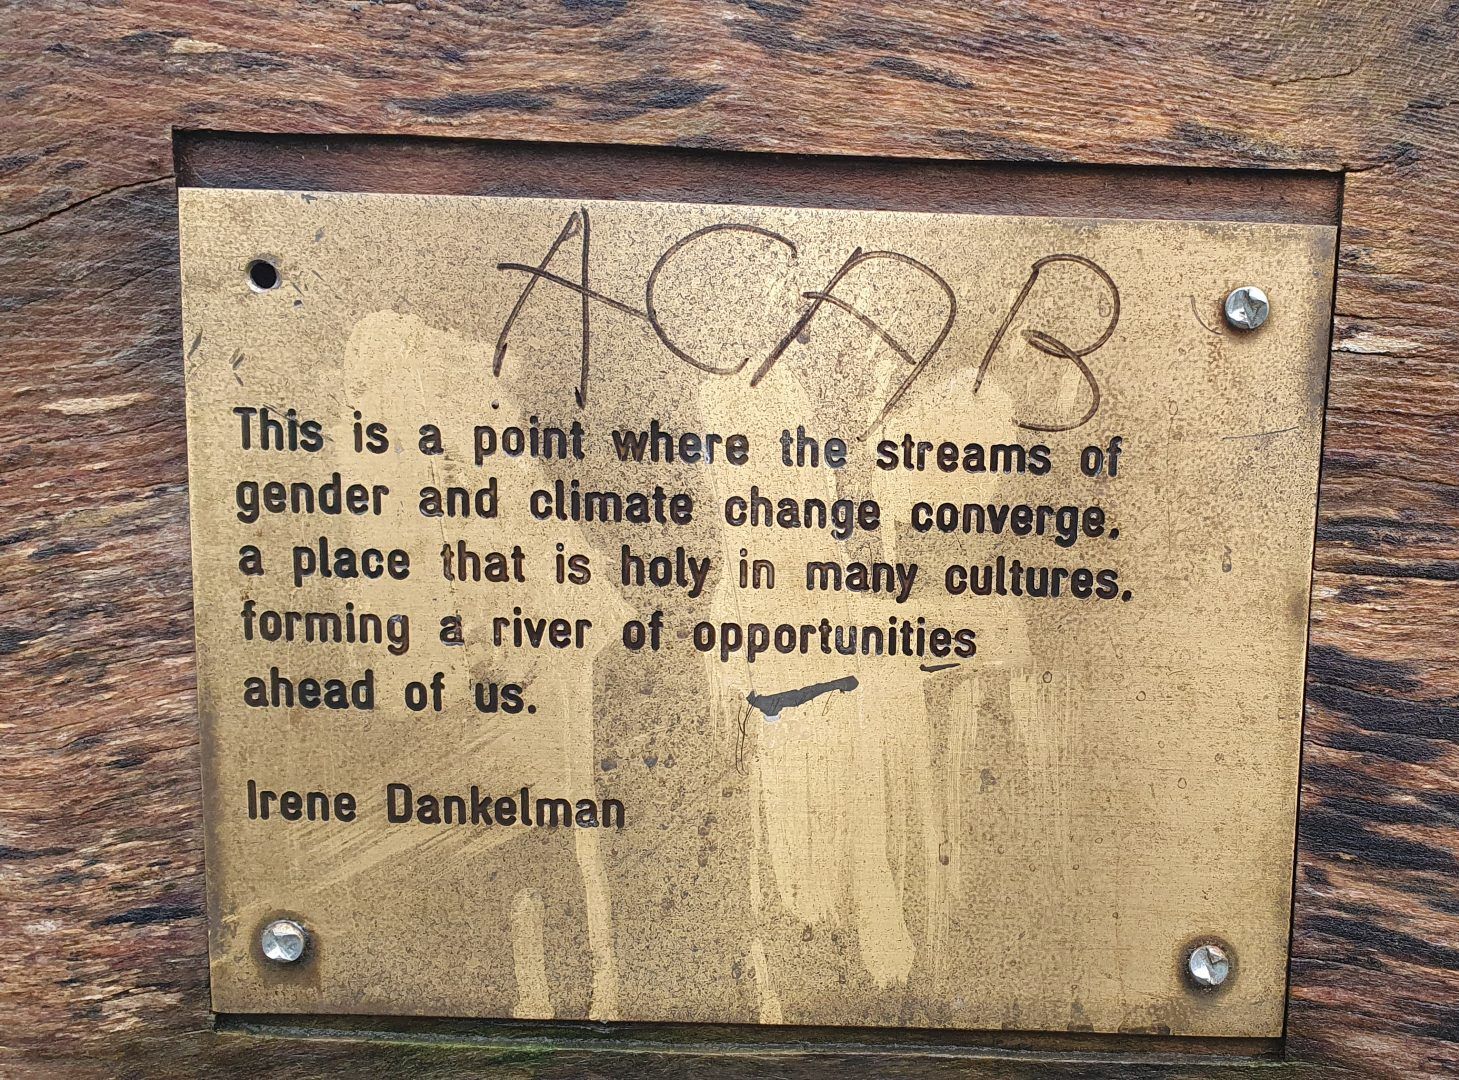 ACAB
This is a point where the streams of
gender and climate change converge,
a place that is holy in many cultures,
forming a river of opportunities
ahead of us.
Irene Dankelman